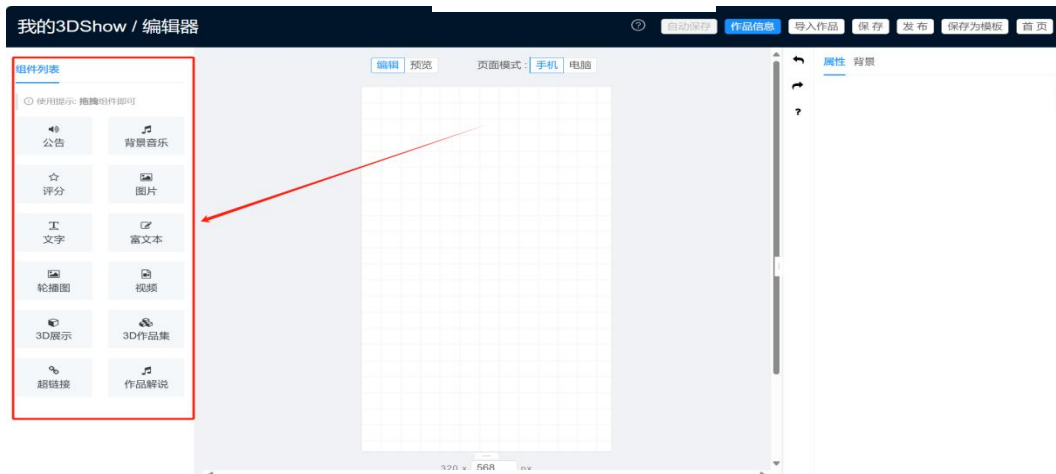 我的3DShow / 编辑器
自动保存 作品信息 导入作品 保存 发布 保存为模板 首页
组件列表
编辑 预览 页面模式: 手机 电脑
属性 背景
使用提示: 拖拽组件即可
公告 背景音乐
评分 图片
文字 富文本
轮播图 视频
3D展示 3D作品集
超链接 作品解说
320 x 568 px